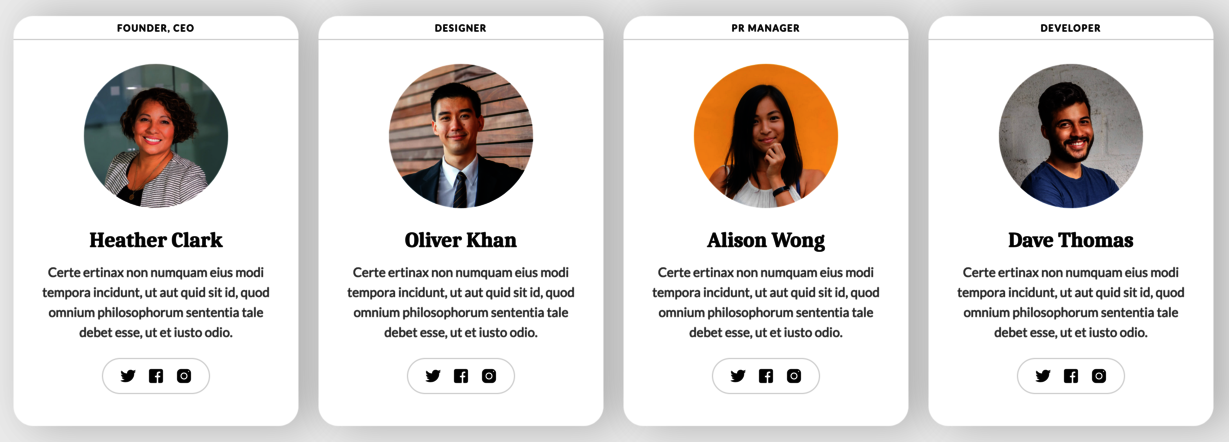 FOUNDER, CEO
Heather Clark
Certe ertinax non numquam eius modi
tempora incidunt, ut aut quid sit id, quod
omnium philosophorum sententia tale
debet esse, ut et iusto odio.
DESIGNER
Oliver Khan
Certe ertinax non numquam eius modi
tempora incidunt, ut aut quid sit id, quod
omnium philosophorum sententia tale
debet esse, ut et iusto odio.
PR MANAGER
Alison Wong
Certe ertinax non numquam eius modi
tempora incidunt, ut aut quid sit id, quod
omnium philosophorum sententia tale
debet esse, ut et iusto odio.
DEVELOPER
Dave Thomas
Certe ertinax non numquam eius modi
tempora incidunt, ut aut quid sit id, quod
omnium philosophorum sententia tale
debet esse, ut et iusto odio.